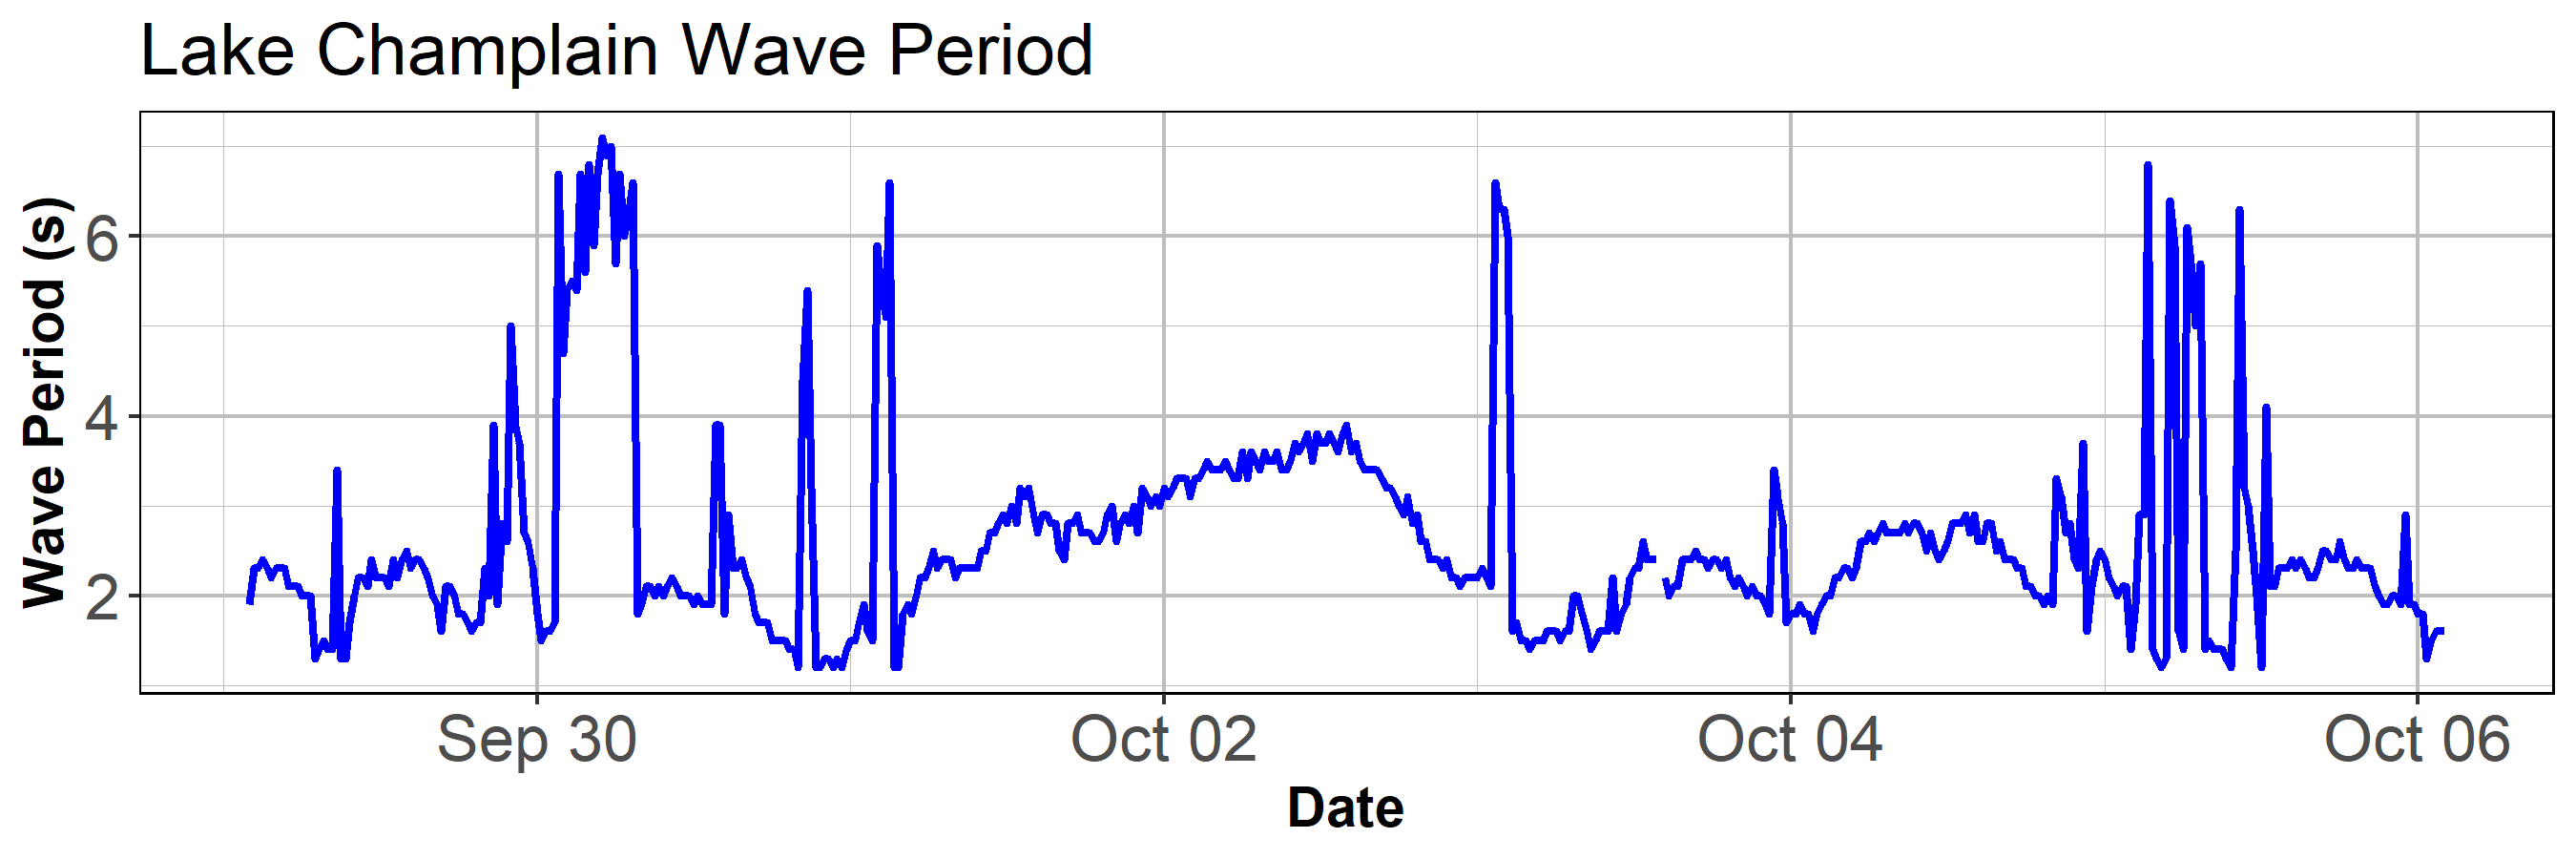 Lake Champlain Wave Period
Wave Period (s)
6
4
2
Sep 30 Oct 02 Oct 04 Oct 06
Date